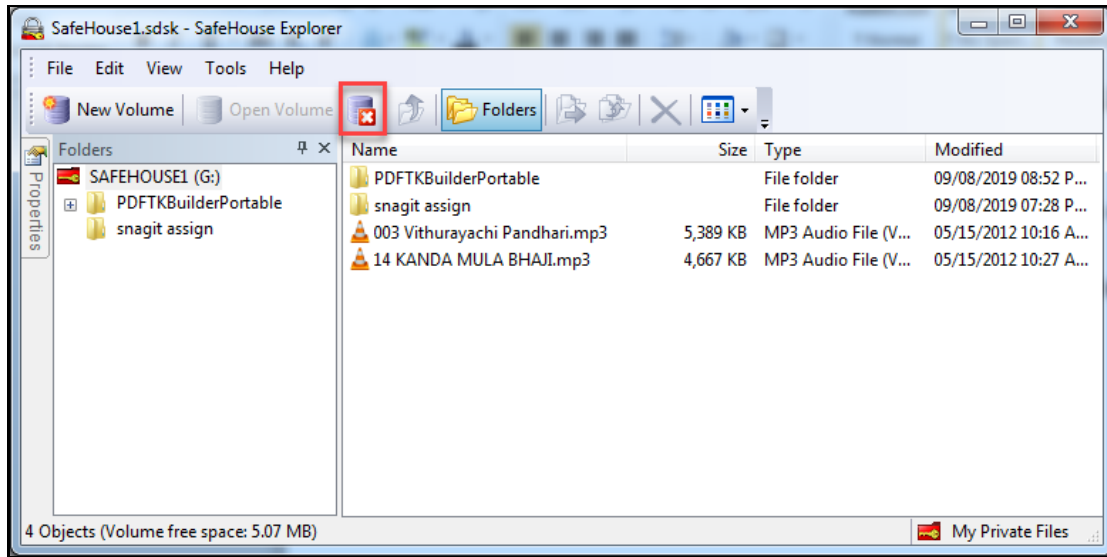 SafeHouse1.sdsk - SafeHouse Explorer
File Edit View Tools Help
New Volume Open Volume Folders
Properties
Folders
SAFEHOUSE1 (G:)
PDFTKBuilderPortable
snagit assign
Name Size Type Modified
PDFTKBuilderPortable File folder 09/08/2019 08:52 P...
snagit assign File folder 09/08/2019 07:28 P...
003 Vithurayachi Pandhari.mp3 5,389 KB MP3 Audio File (V... 05/15/2012 10:16 A...
14 KANDA MULA BHAJI.mp3 4,667 KB MP3 Audio File (V... 05/15/2012 10:27 A...
4 Objects (Volume free space: 5.07 MB) My Private Files